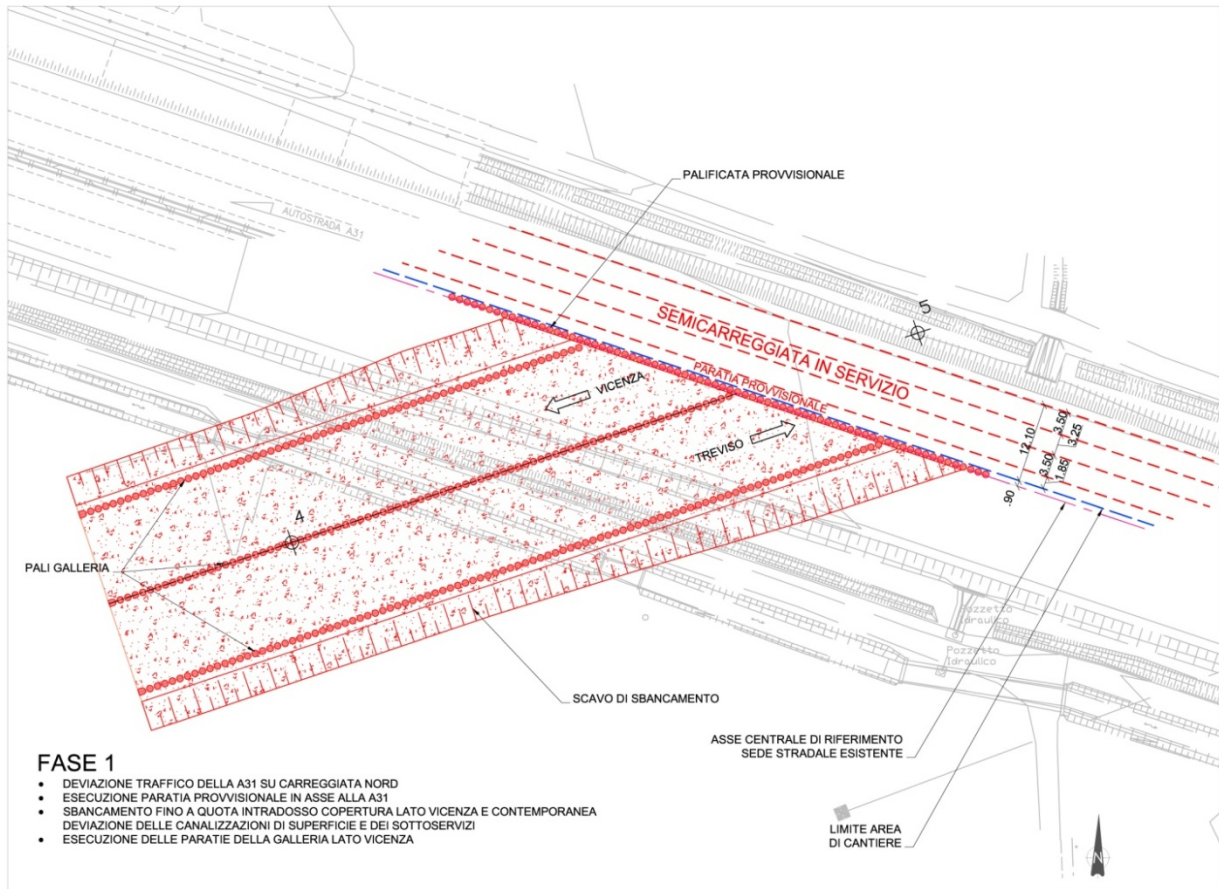 PALIFICATA PROVVISIONALE
AUTOSTRADA A31
5
SEMICARREGGIATA IN SERVIZIO
PARATIA PROVVISIONALE
VICENZA
TREVISO
12.10
3.50
3.25
3.50
1.85
.90
4
PALI GALLERIA
Pozzetto
Idraulico
Pozzetto
Idraulico
SCAVO DI SBANCAMENTO
ASSE CENTRALE DI RIFERIMENTO
SEDE STRADALE ESISTENTE
LIMITE AREA
DI CANTIERE
N
FASE 1
• DEVIAZIONE TRAFFICO DELLA A31 SU CARREGGIATA NORD
• ESECUZIONE PARATIA PROVVISIONALE IN ASSE ALLA A31
• SBANCAMENTO FINO A QUOTA INTRADOSSO COPERTURA LATO VICENZA E CONTEMPORANEA
DEVIAZIONE DELLE CANALIZZAZIONI DI SUPERFICIE E DEI SOTTOSERVIZI
• ESECUZIONE DELLE PARATIE DELLA GALLERIA LATO VICENZA